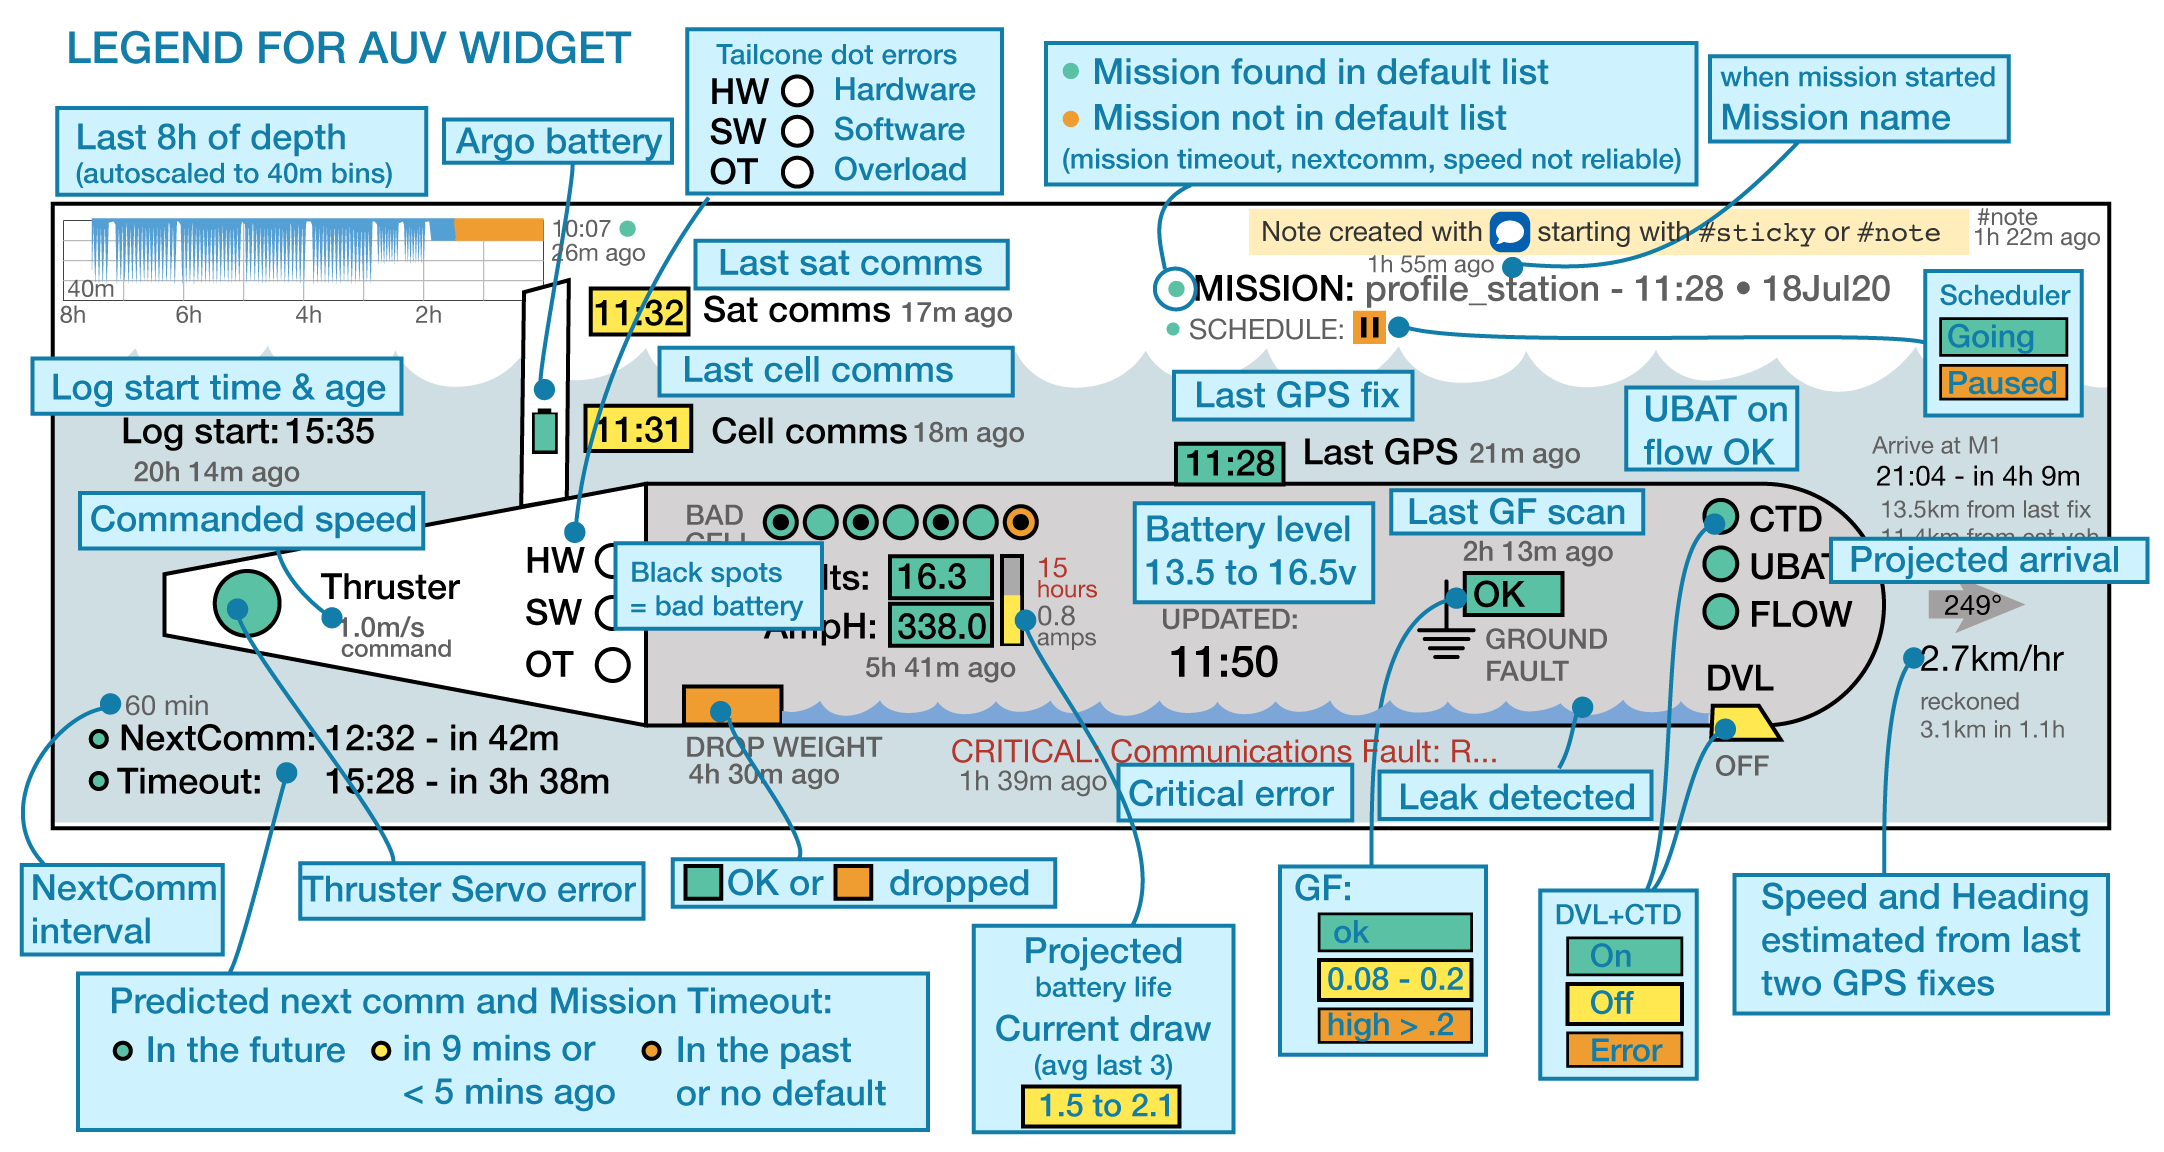 LEGEND FOR AUV WIDGET
Last 8h of depth
(autoscaled to 40m bins)
Argo battery
Tailcone dot errors
HW Hardware
SW Software
OT Overload
Mission found in default list
Mission not in default list
(mission timeout, nextcomm, speed not reliable)
when mission started
Mission name
10:07
26m ago
40m
8h 6h 4h 2h
Last sat comms
11:32 Sat comms 17m ago
Last cell comms
11:31 Cell comms 18m ago
Note created with starting with #sticky or #note
#note
1h 22m ago
1h 55m ago
MISSION: profile_station - 11:28 • 18Jul20
SCHEDULE:
Scheduler
Going
Paused
Log start time & age
Log start: 15:35
20h 14m ago
Last GPS fix
11:28 Last GPS 21m ago
UBAT on
flow OK
Arrive at M1
21:04 - in 4h 9m
13.5km from last fix
Projected arrival
Commanded speed
Thruster
1.0m/s
command
HW
SW
OT
BAD
Black spots
= bad battery
lts: 16.3
AmpH: 338.0
5h 41m ago
15
hours
0.8
amps
Battery level
13.5 to 16.5v
UPDATED:
11:50
Last GF scan
2h 13m ago
OK
GROUND
FAULT
CTD
UBAT
FLOW
DVL
OFF
249°
2.7km/hr
reckoned
3.1km in 1.1h
60 min
NextComm: 12:32 - in 42m
Timeout: 15:28 - in 3h 38m
DROP WEIGHT
4h 30m ago
CRITICAL: Communications Fault: R...
1h 39m ago
Critical error
Leak detected
NextComm
interval
Thruster Servo error
OK or dropped
Predicted next comm and Mission Timeout:
In the future
in 9 mins or
< 5 mins ago
In the past
or no default
Projected
battery life
Current draw
(avg last 3)
1.5 to 2.1
GF:
ok
0.08 - 0.2
high > .2
DVL+CTD
On
Off
Error
Speed and Heading
estimated from last
two GPS fixes